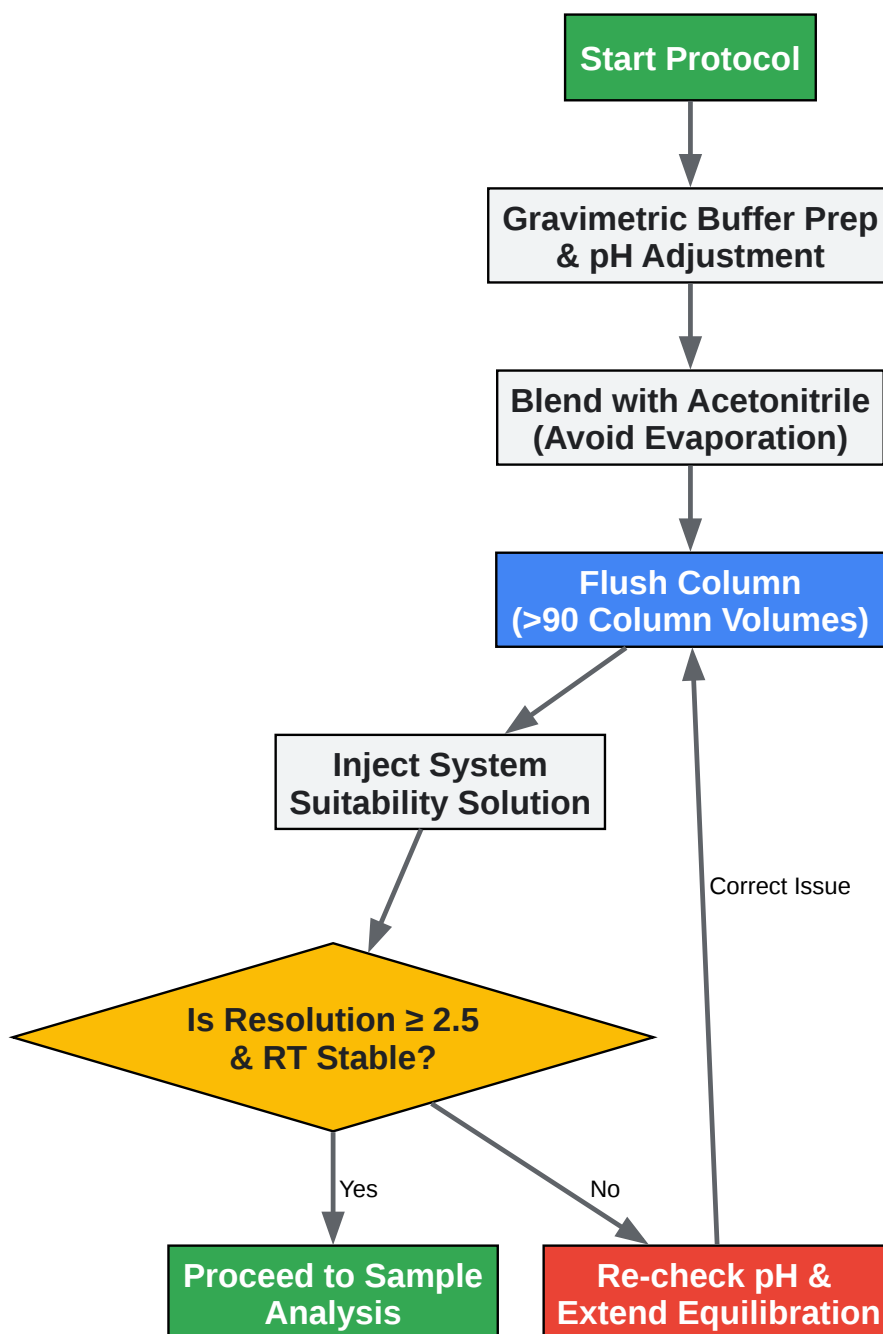 Start Protocol
Gravimetric Buffer Prep
& pH Adjustment
Blend with Acetonitrile
(Avoid Evaporation)
Flush Column
(>90 Column Volumes)
Inject System
Suitability Solution
Correct Issue
Is Resolution ≥ 2.5
& RT Stable?
Yes
No
Proceed to Sample
Analysis
Re-check pH &
Extend Equilibration